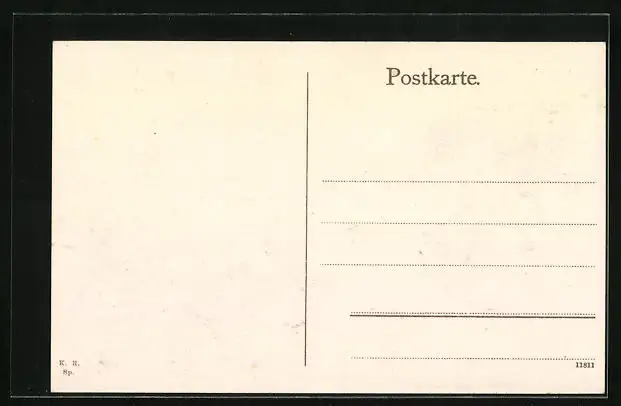 Postkarte.
K. R.
Sp.
11811